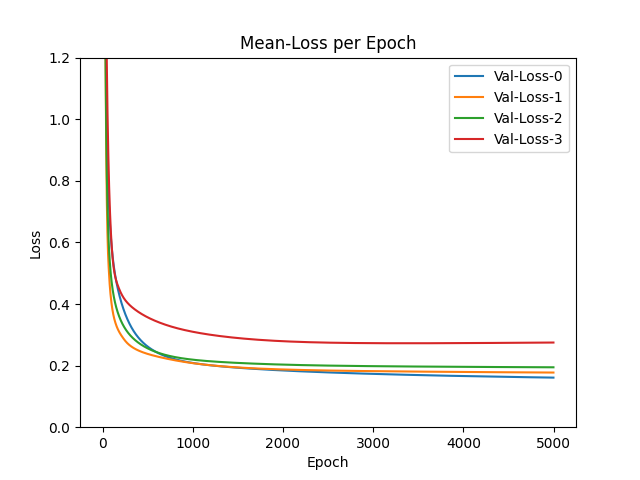 Mean-Loss per Epoch
1.2
1.0
0.8
0.6
0.4
0.2
0.0
Loss
Val-Loss-0
Val-Loss-1
Val-Loss-2
Val-Loss-3
0 1000 2000 3000 4000 5000
Epoch